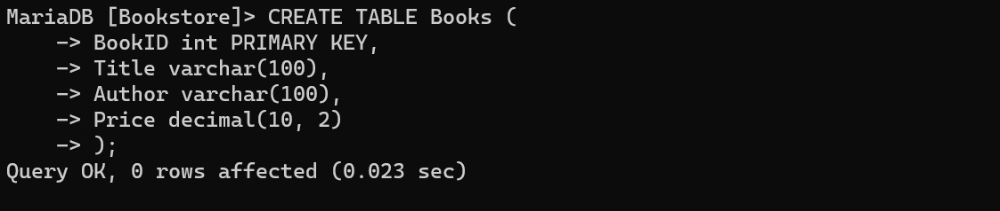 MariaDB [Bookstore]> CREATE TABLE Books (
    -> BookID int PRIMARY KEY,
    -> Title varchar(100),
    -> Author varchar(100),
    -> Price decimal(10, 2)
    -> );
Query OK, 0 rows affected (0.023 sec)